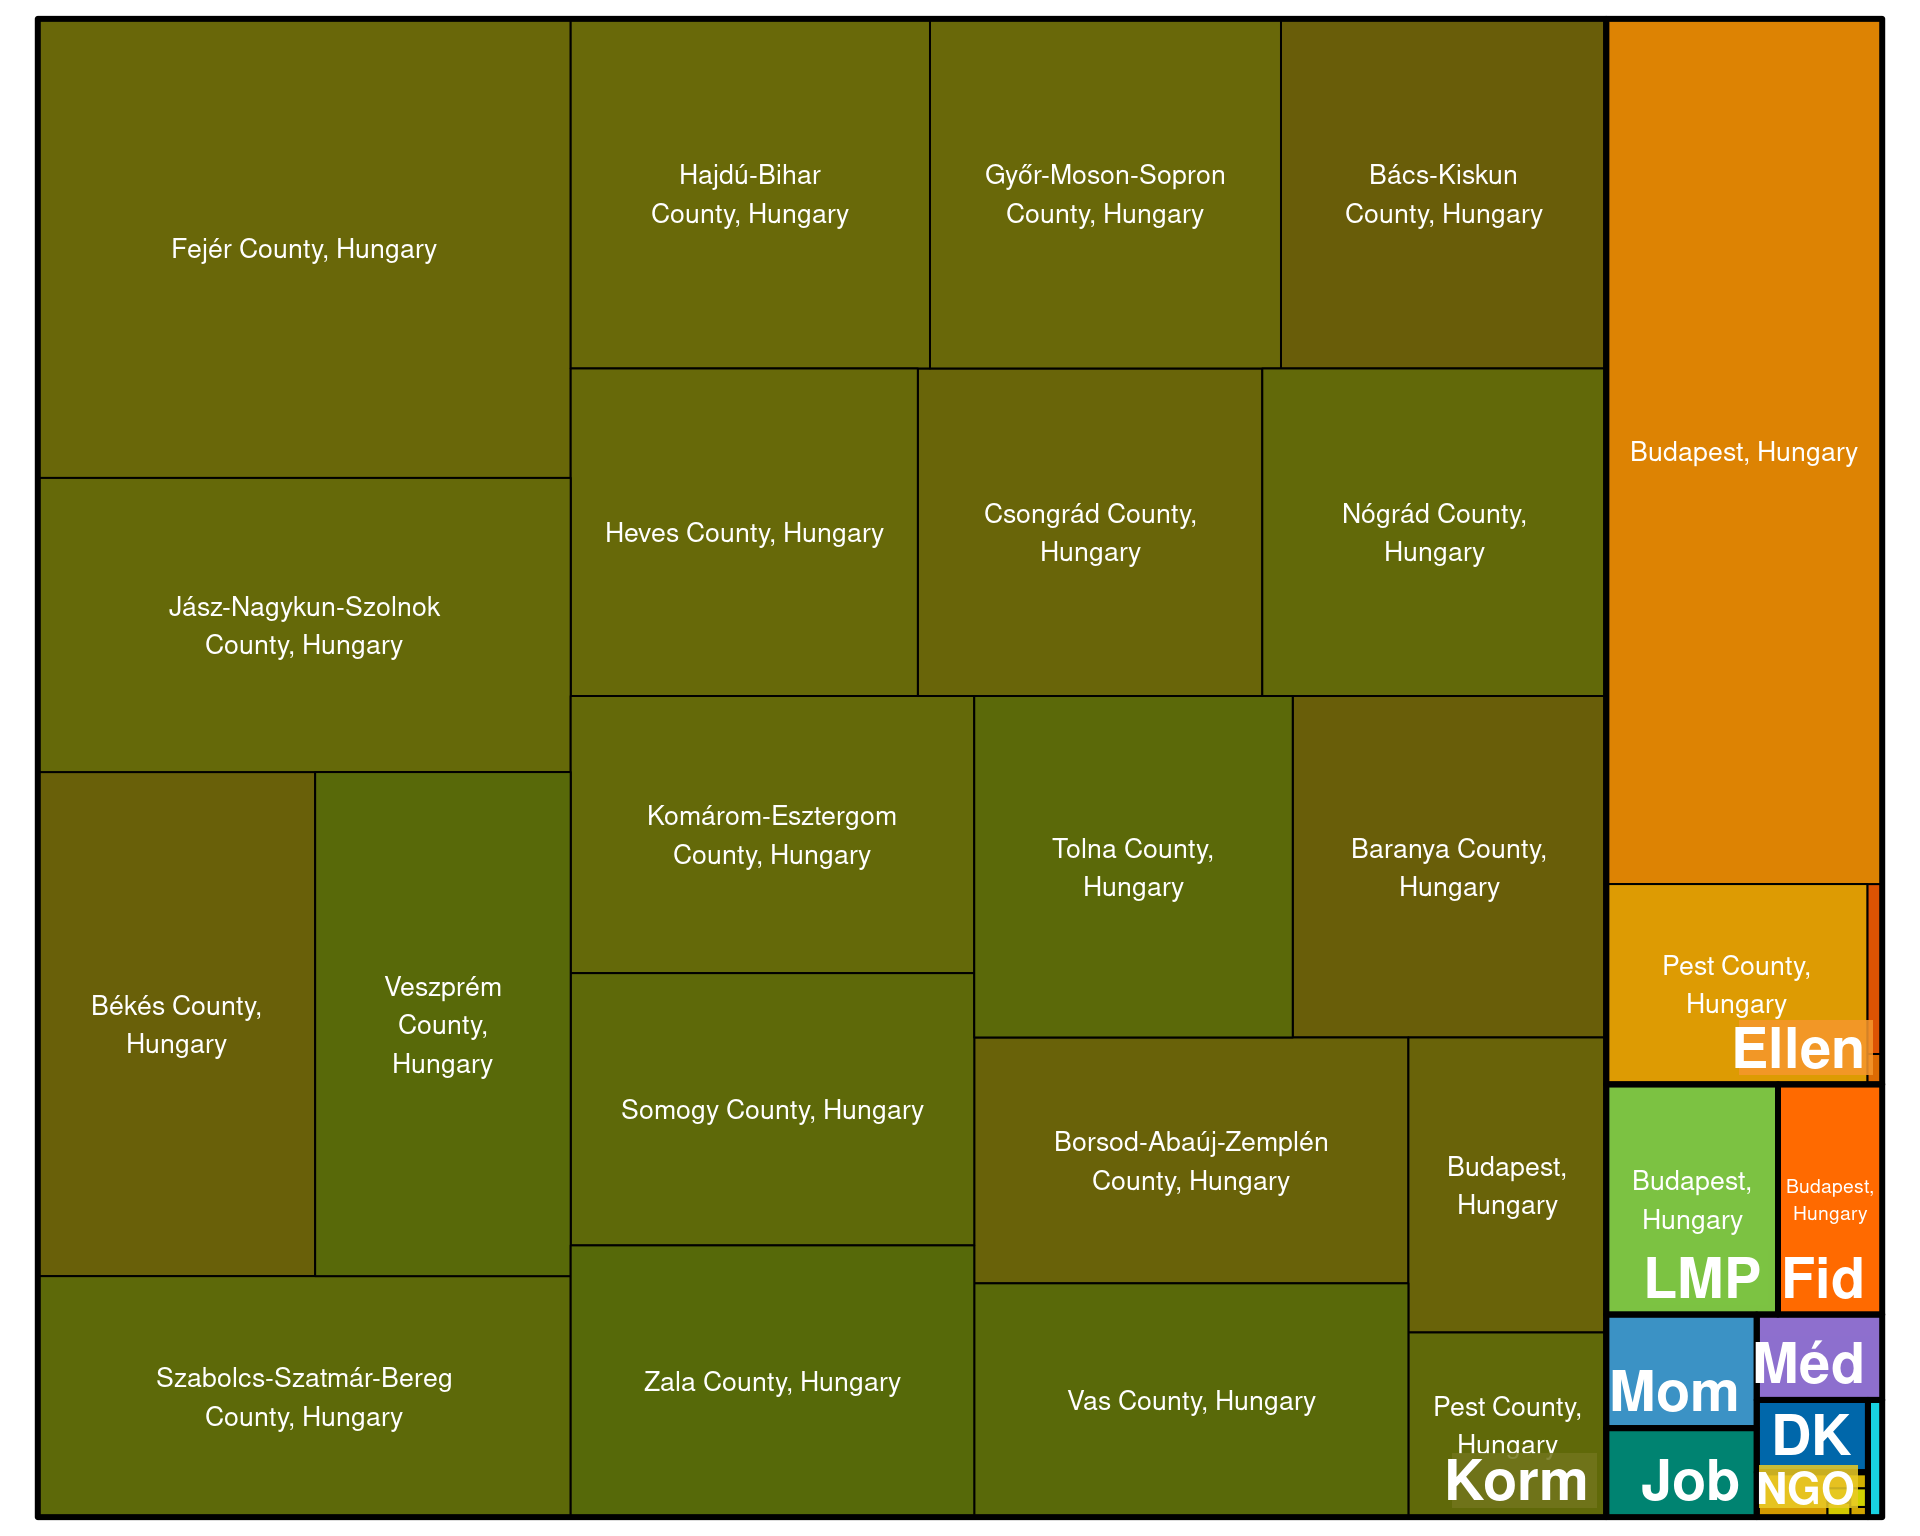 Fejér County, Hungary
Hajdú-Bihar
County, Hungary
Győr-Moson-Sopron
County, Hungary
Bács-Kiskun
County, Hungary
Budapest, Hungary
Jász-Nagykun-Szolnok
County, Hungary
Heves County, Hungary
Csongrád County,
Hungary
Nógrád County,
Hungary
Békés County,
Hungary
Veszprém
County,
Hungary
Komárom-Esztergom
County, Hungary
Tolna County,
Hungary
Baranya County,
Hungary
Pest County,
Hungary
Ellen
Somogy County, Hungary
Borsod-Abaúj-Zemplén
County, Hungary
Budapest,
Hungary
Budapest,
Hungary
LMP
Budapest,
Hungary
Fid
Szabolcs-Szatmár-Bereg
County, Hungary
Zala County, Hungary
Vas County, Hungary
Pest County,
Hungary
Korm
Mom
Méd
Job
DK
NGO